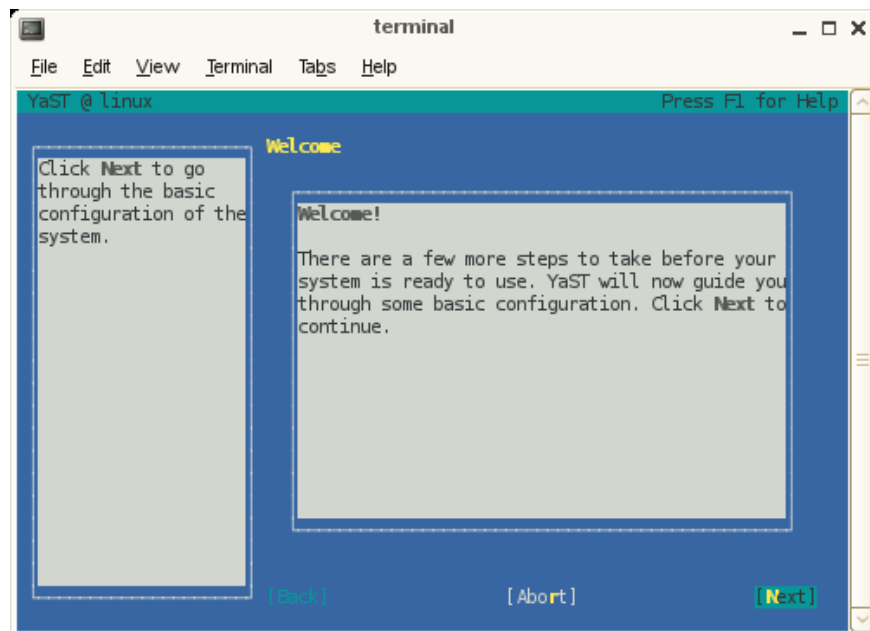 terminal
File Edit View Terminal Tabs Help
YaST @ linux Press F1 for Help
Click Next to go
through the basic
configuration of the
system.
Welcome
Welcome!
There are a few more steps to take before your
system is ready to use. YaST will now guide you
through some basic configuration. Click Next to
continue.
[Back] [Abort] [Next]